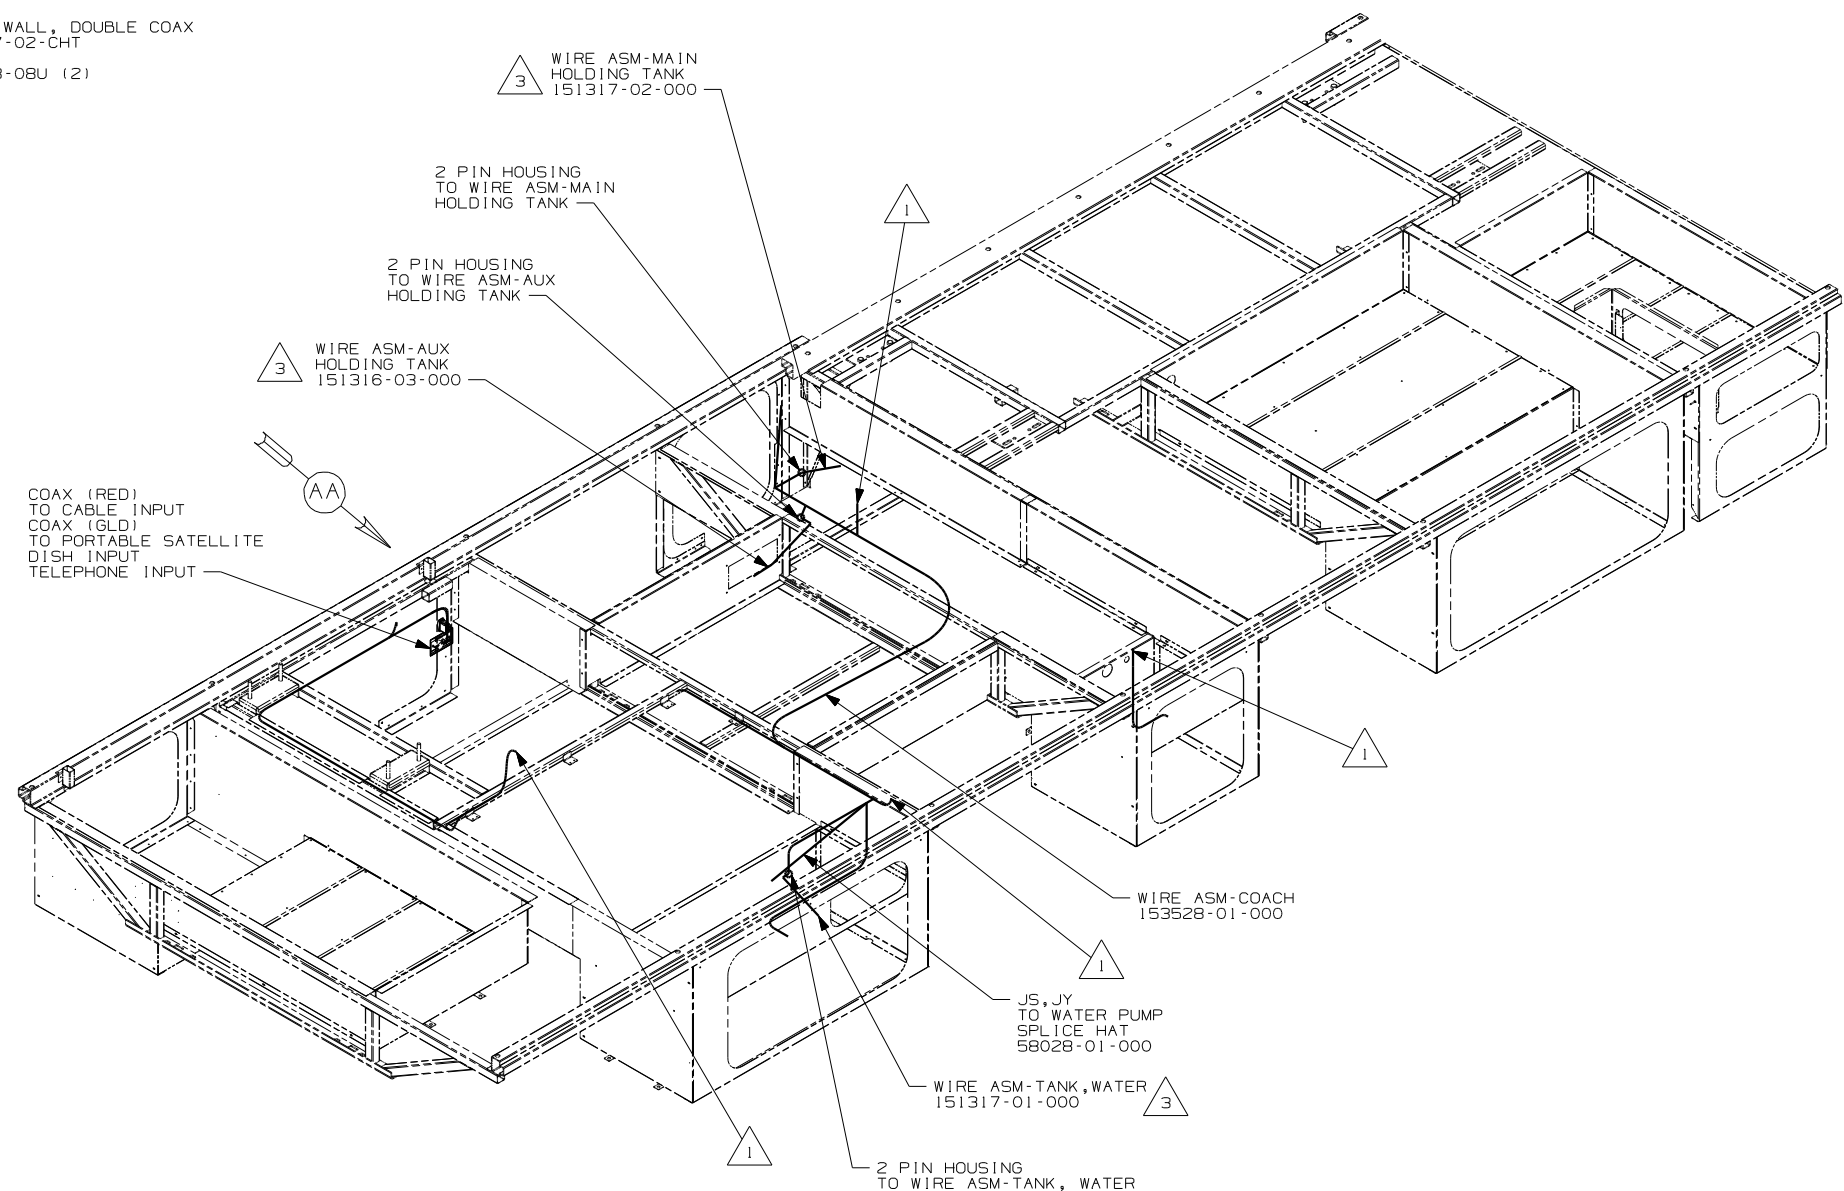 WALL, DOUBLE COAX
-02-CHT
-08U (2)
3
WIRE ASM-MAIN
HOLDING TANK
151317-02-000
2 PIN HOUSING
TO WIRE ASM-MAIN
HOLDING TANK
1
2 PIN HOUSING
TO WIRE ASM-AUX
HOLDING TANK
3
WIRE ASM-AUX
HOLDING TANK
151316-03-000
AA
COAX (RED)
TO CABLE INPUT
COAX (GLD)
TO PORTABLE SATELLITE
DISH INPUT
TELEPHONE INPUT
1
WIRE ASM-COACH
153528-01-000
1
JS,JY
TO WATER PUMP
SPLICE HAT
58028-01-000
WIRE ASM-TANK,WATER
151317-01-000
3
1
2 PIN HOUSING
TO WIRE ASM-TANK, WATER